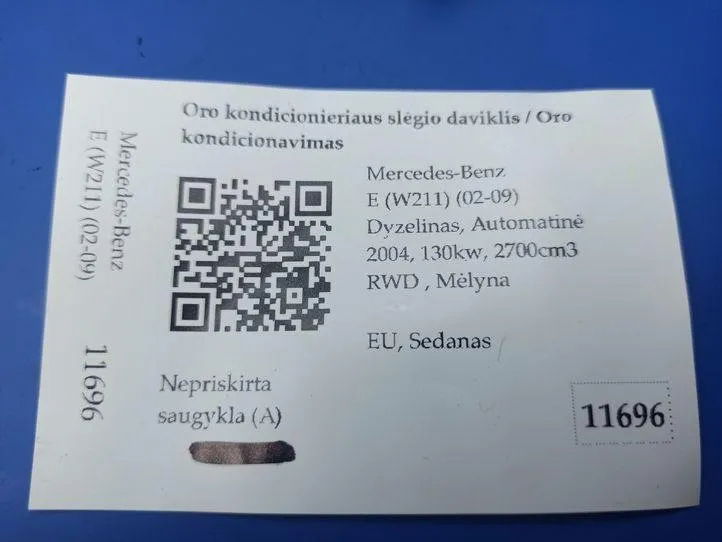 Oro kondicionieriaus slėgio daviklis / Oro
kondicionavimas
Mercedes-Benz
E (W211) (02-09)
Dyzelinas, Automatinė
2004, 130kw, 2700cm3
RWD , Mėlyna
EU, Sedanas
Nepriskirta
saugykla (A)
11696
Mercedes-Benz
E (W211) (02-09)
11696